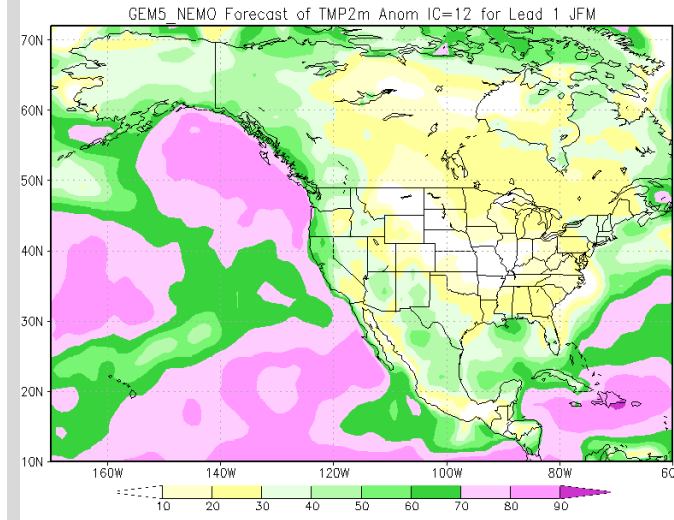 GEM5_NEMO Forecast of TMP2m Anom IC=12 for Lead 1 JFM
70N
60N
50N
40N
30N
20N
10N
160W 140W 120W 100W 80W 60
10 20 30 40 50 60 70 80 90